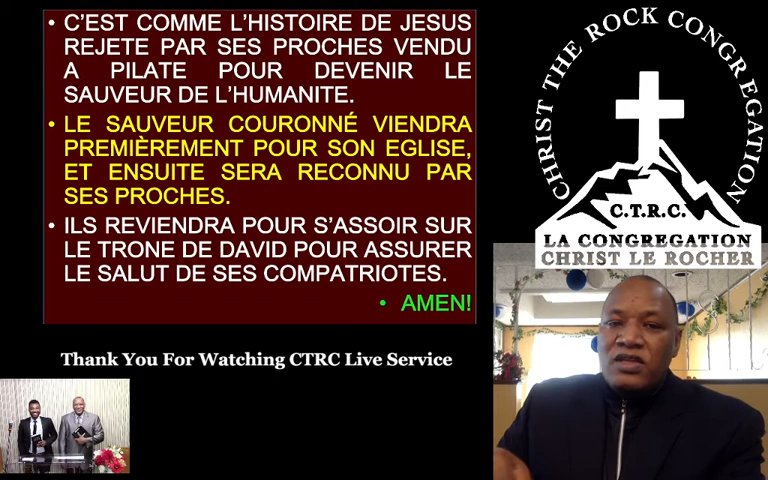 • C'EST COMME L'HISTOIRE DE JESUS
REJETE PAR SES PROCHES VENDU
A PILATE POUR DEVENIR LE
SAUVEUR DE L'HUMANITE.
• LE SAUVEUR COURONNÉ VIENDRA
PREMIÈREMENT POUR SON EGLISE,
ET ENSUITE SERA RECONNU PAR
SES PROCHES.
• ILS REVIENDRA POUR S'ASSOIR SUR
LE TRONE DE DAVID POUR ASSURER
LE SALUT DE SES COMPATRIOTES.
• AMEN!
Thank You For Watching CTRC Live Service
CHRIST THE ROCK CONGREGATION
C.T.R.C.
LA CONGREGATION
CHRIST LE ROCHER